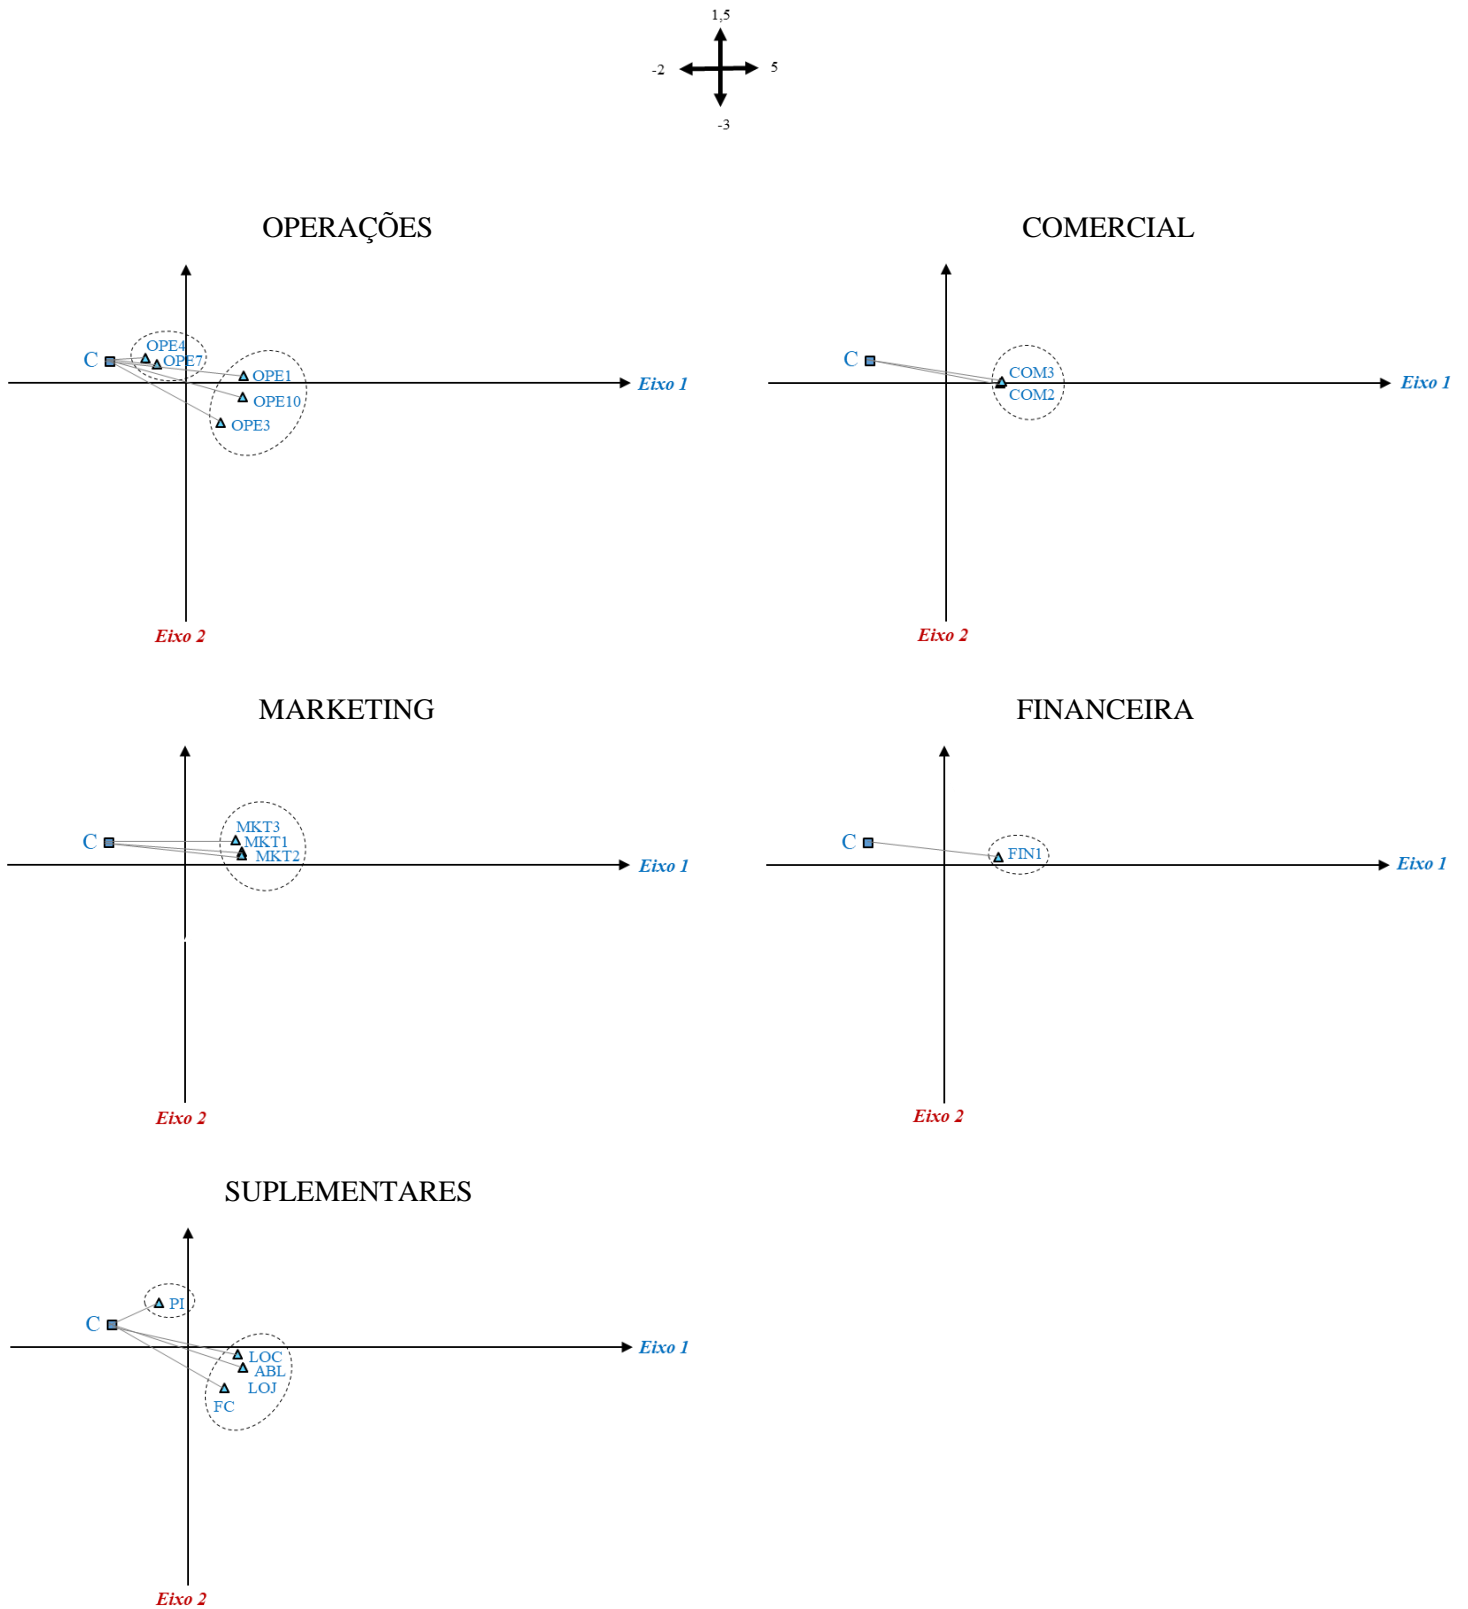 1,5
-2
5
-3
OPERAÇÕES
COMERCIAL
C
OPE4
OPE7
OPE1
OPE10
OPE3
Eixo 1
Eixo 2
C
COM3
COM2
Eixo 1
Eixo 2
MARKETING
FINANCEIRA
C
MKT3
MKT1
MKT2
Eixo 1
Eixo 2
C
FIN1
Eixo 1
Eixo 2
SUPLEMENTARES
PI
C
LOC
ABL
LOJ
FC
Eixo 1
Eixo 2